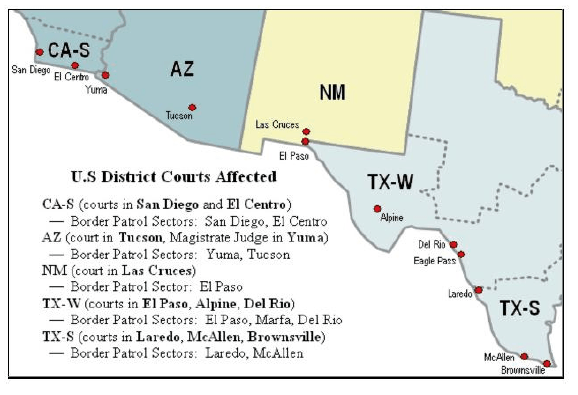 CA-S
San Diego
El Centro
Yuma
AZ
Tucson
NM
Las Cruces
El Paso
TX-W
Alpine
Del Rio
Eagle Pass
Laredo
TX-S
McAllen
Brownsville
U.S District Courts Affected
CA-S (courts in San Diego and El Centro)
— Border Patrol Sectors: San Diego, El Centro
AZ (court in Tucson, Magistrate Judge in Yuma)
— Border Patrol Sectors: Yuma, Tucson
NM (court in Las Cruces)
— Border Patrol Sector: El Paso
TX-W (courts in El Paso, Alpine, Del Rio)
— Border Patrol Sectors: El Paso, Marfa, Del Rio
TX-S (courts in Laredo, McAllen, Brownsville)
— Border Patrol Sectors: Laredo, McAllen